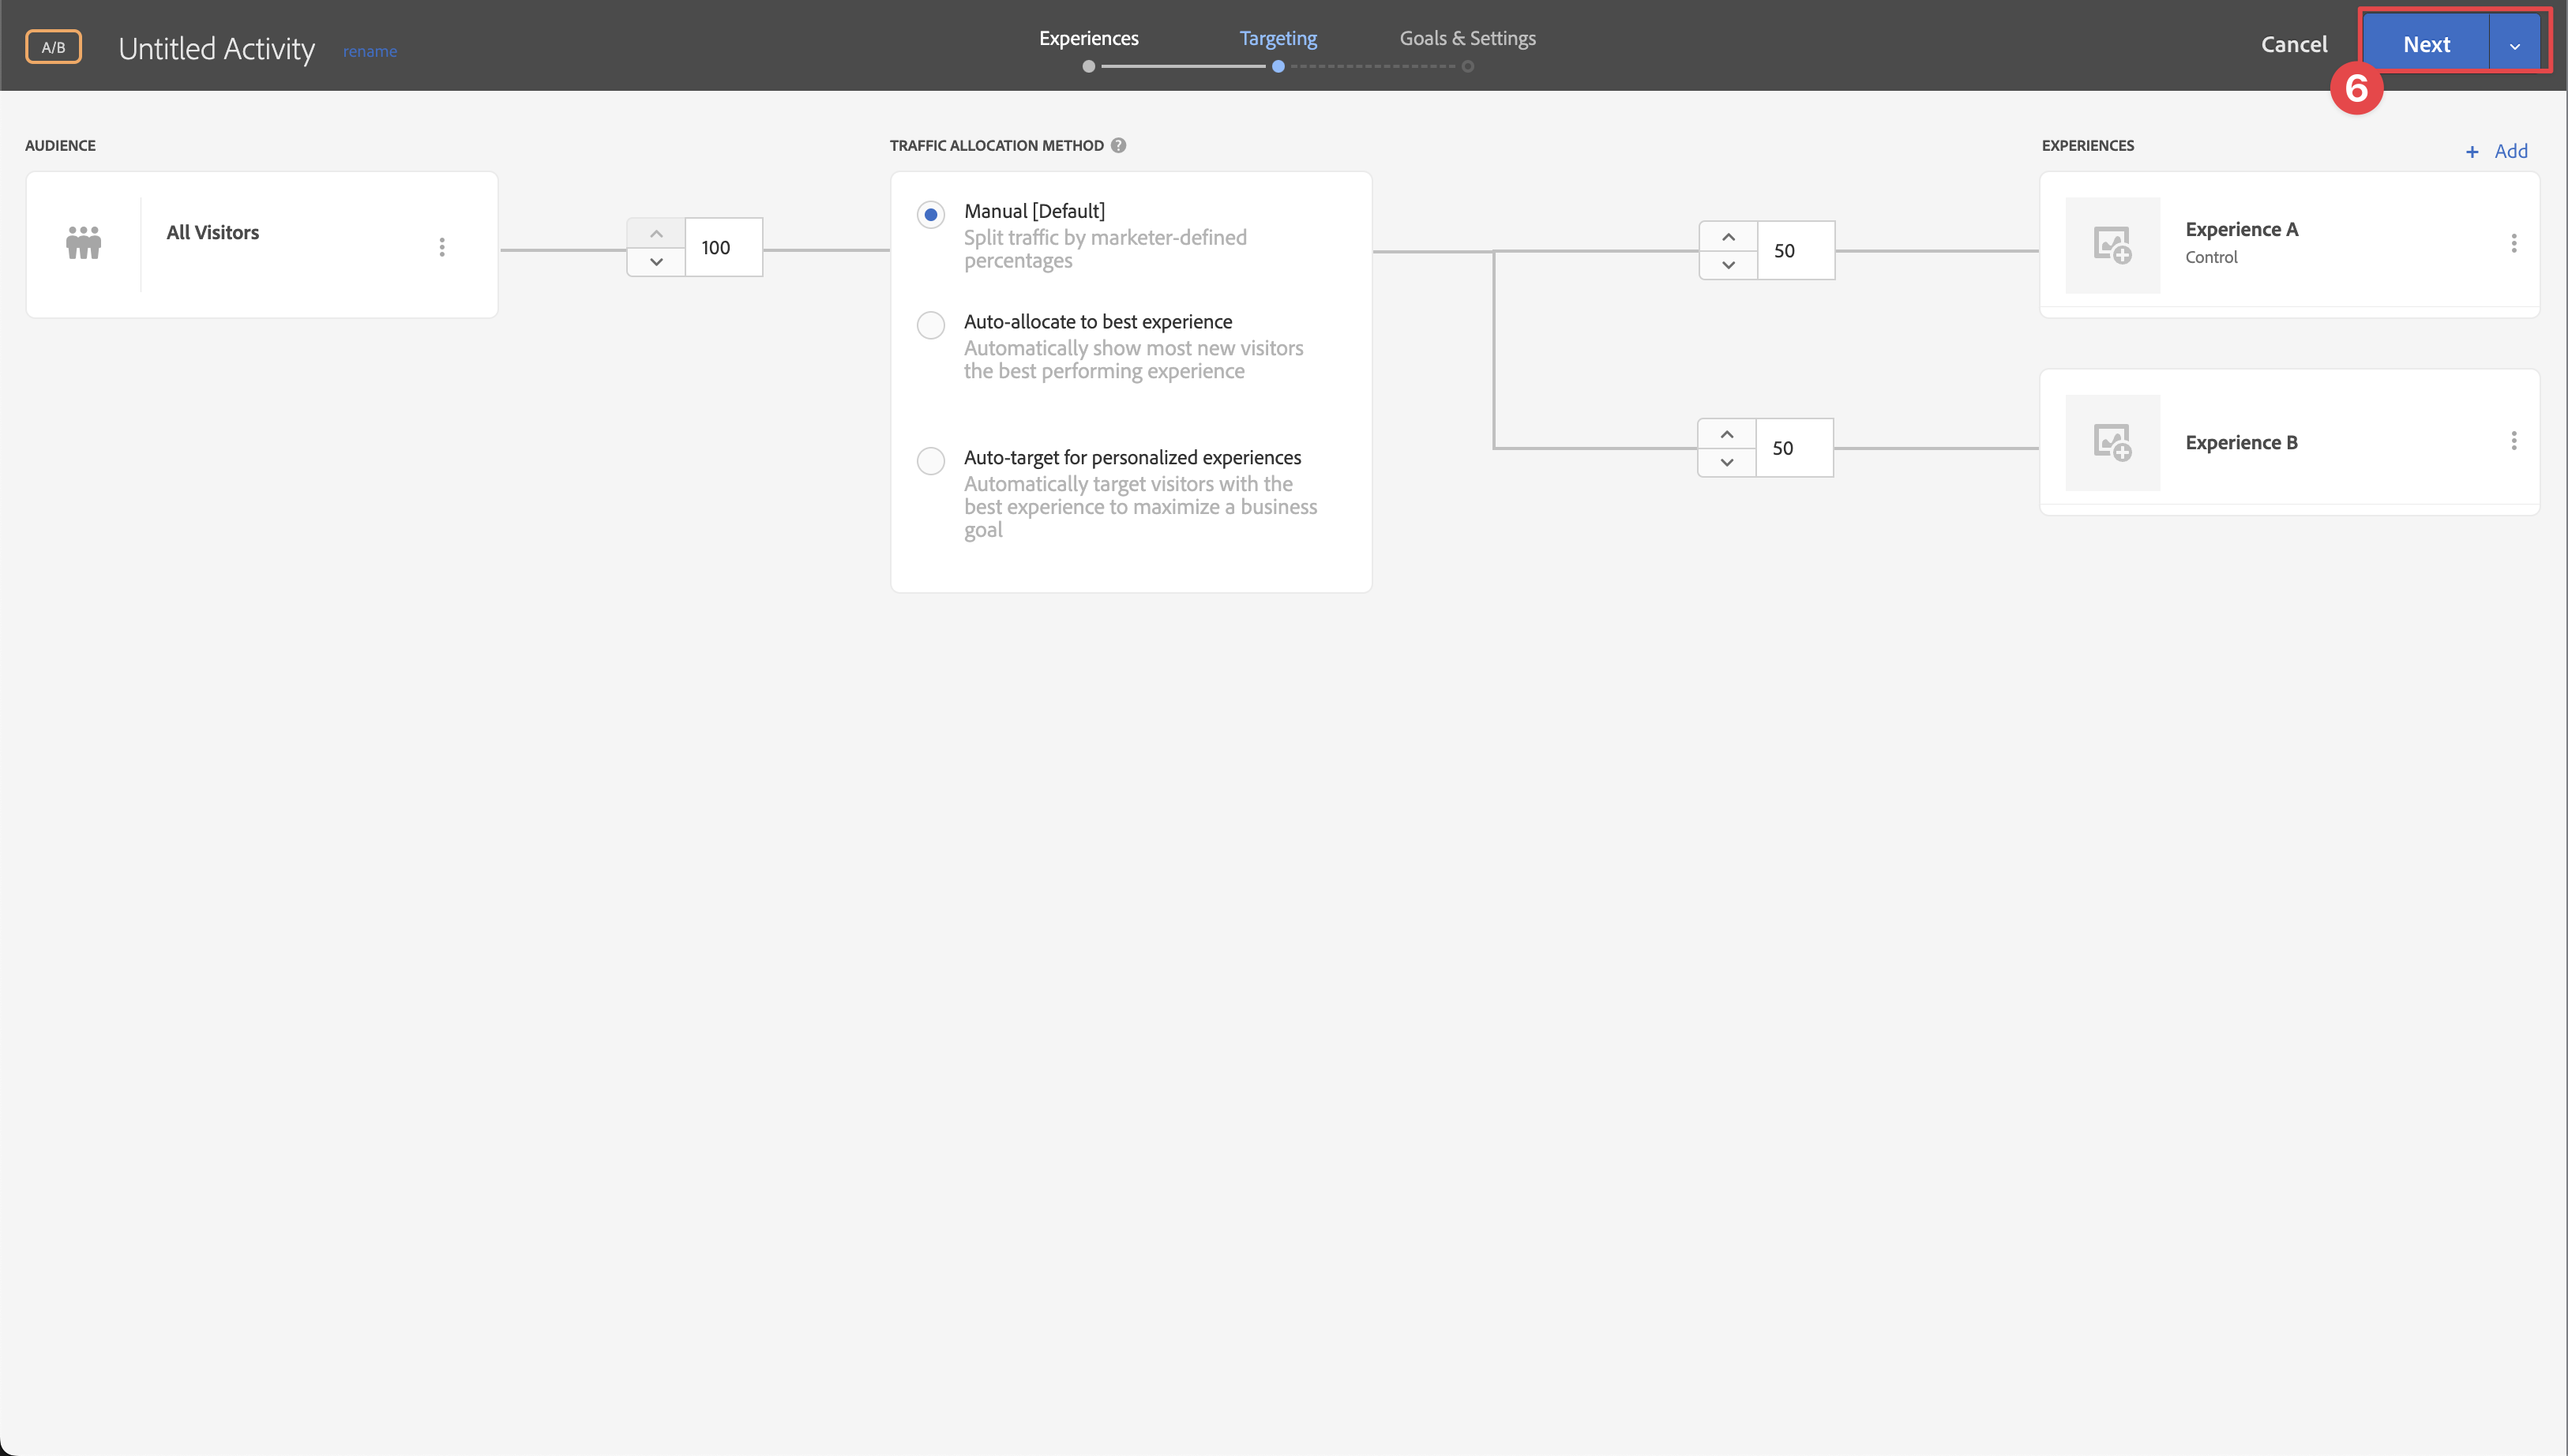 A/B
Untitled Activity
rename
Experiences
Targeting
Goals & Settings
Cancel
Next
6
AUDIENCE
All Visitors
100
TRAFFIC ALLOCATION METHOD ?
Manual [Default]
Split traffic by marketer-defined
percentages
Auto-allocate to best experience
Automatically show most new visitors
the best performing experience
Auto-target for personalized experiences
Automatically target visitors with the
best experience to maximize a business
goal
50
50
EXPERIENCES
+ Add
Experience A
Control
Experience B